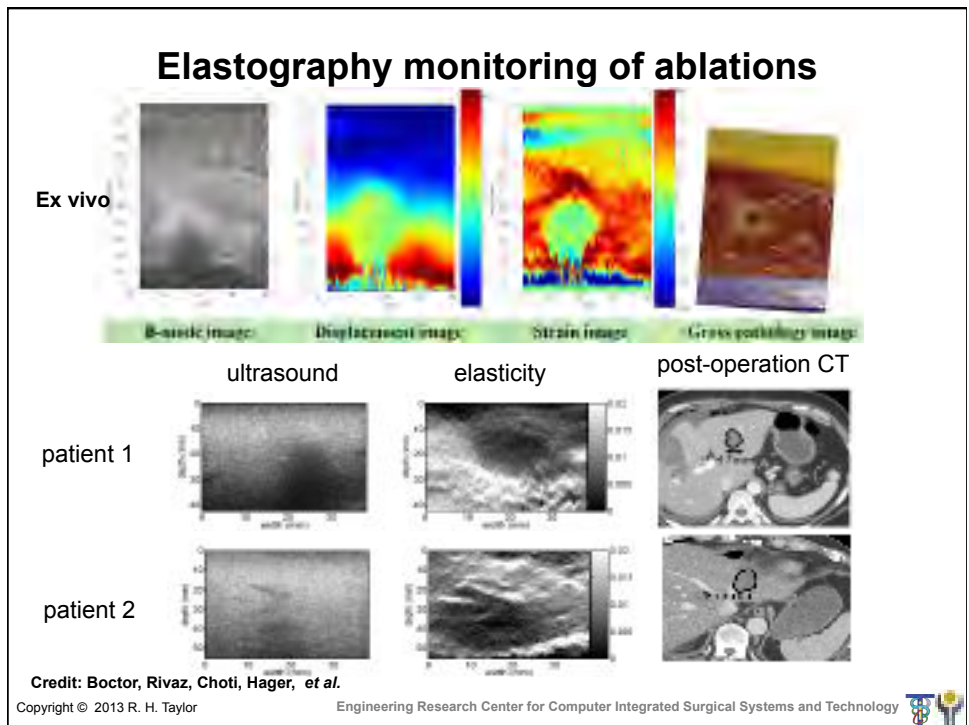 Elastography monitoring of ablations
Ex vivo
B-mode image Displacement image Strain image Gross pathology image
ultrasound elasticity post-operation CT
patient 1
patient 2
Credit: Boctor, Rivaz, Choti, Hager, et al.
Copyright © 2013 R. H. Taylor
Engineering Research Center for Computer Integrated Surgical Systems and Technology